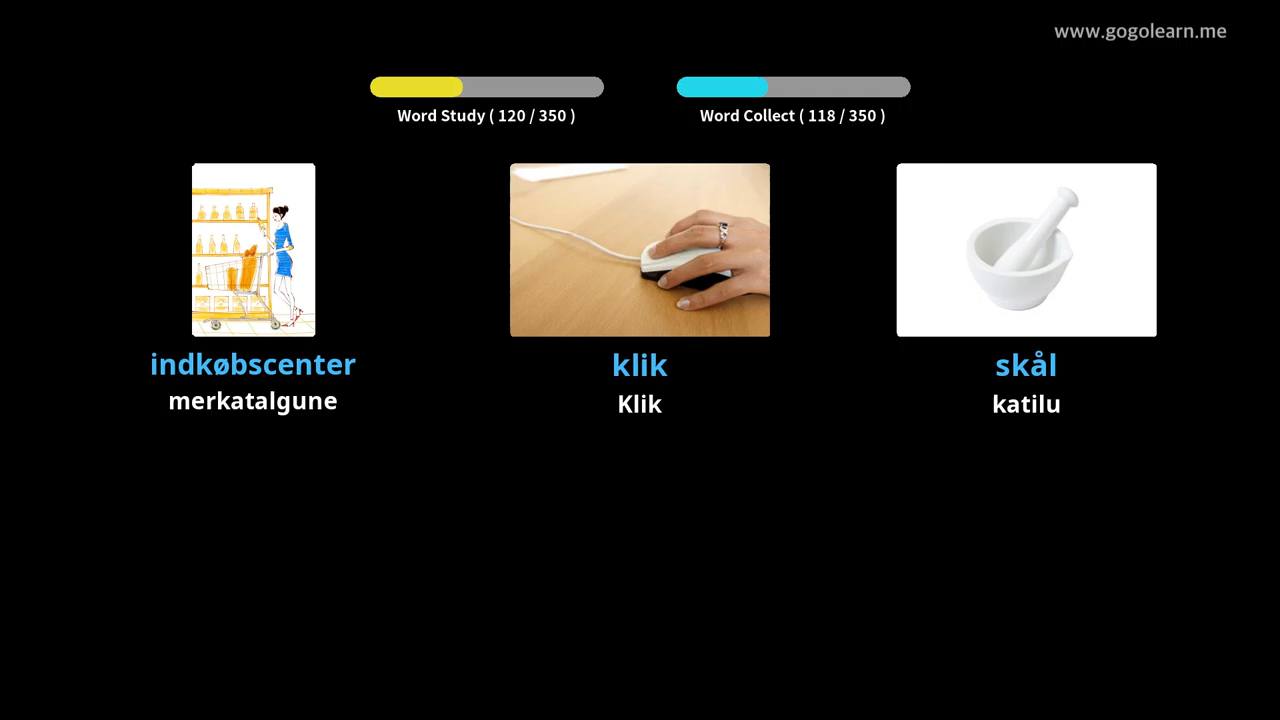 www.gogolearn.me
Word Study ( 120 / 350 )
Word Collect ( 118 / 350 )
indkøbscenter
merkatalgune
klik
Klik
skål
katilu